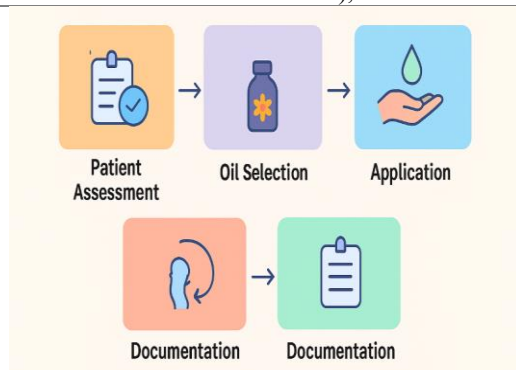 Patient
Assessment
Oil Selection
Application
Documentation
Documentation